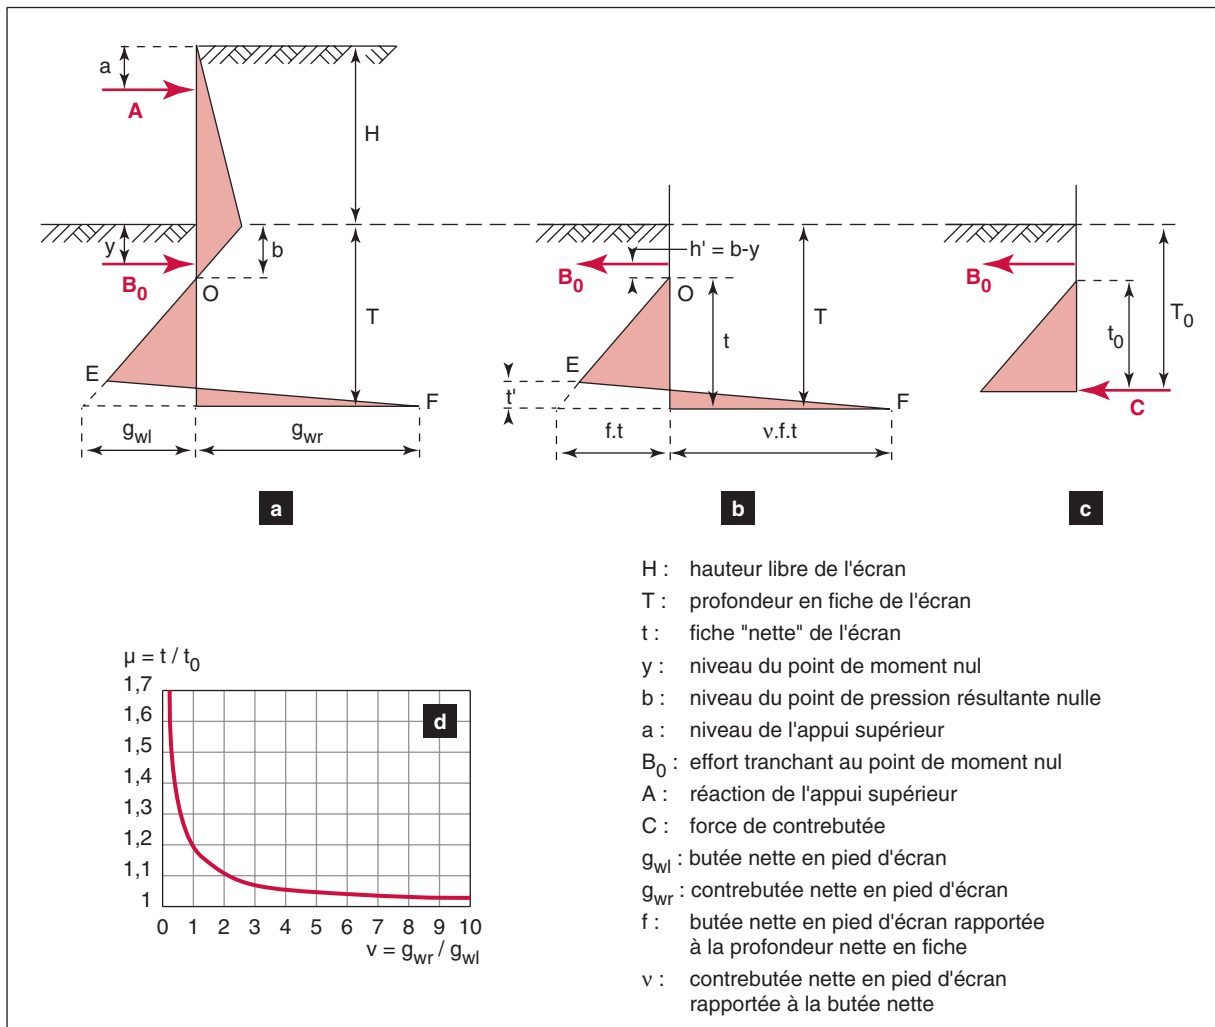 a
A
H
y
b
B0
O
T
E
F
gwl
gwr
a
h' = b-y
B0
O
t
T
E
t'
F
f.t
ν.f.t
b
B0
t0
T0
C
c
µ = t / t0
1,7
1,6
1,5
1,4
1,3
1,2
1,1
1
0 1 2 3 4 5 6 7 8 9 10
ν = gwr / gwl
d
H : hauteur libre de l'écran
T : profondeur en fiche de l'écran
t : fiche "nette" de l'écran
y : niveau du point de moment nul
b : niveau du point de pression résultante nulle
a : niveau de l'appui supérieur
B0 : effort tranchant au point de moment nul
A : réaction de l'appui supérieur
C : force de contrebutée
gwl : butée nette en pied d'écran
gwr : contrebutée nette en pied d'écran
f : butée nette en pied d'écran rapportée
à la profondeur nette en fiche
ν : contrebutée nette en pied d'écran
rapportée à la butée nette